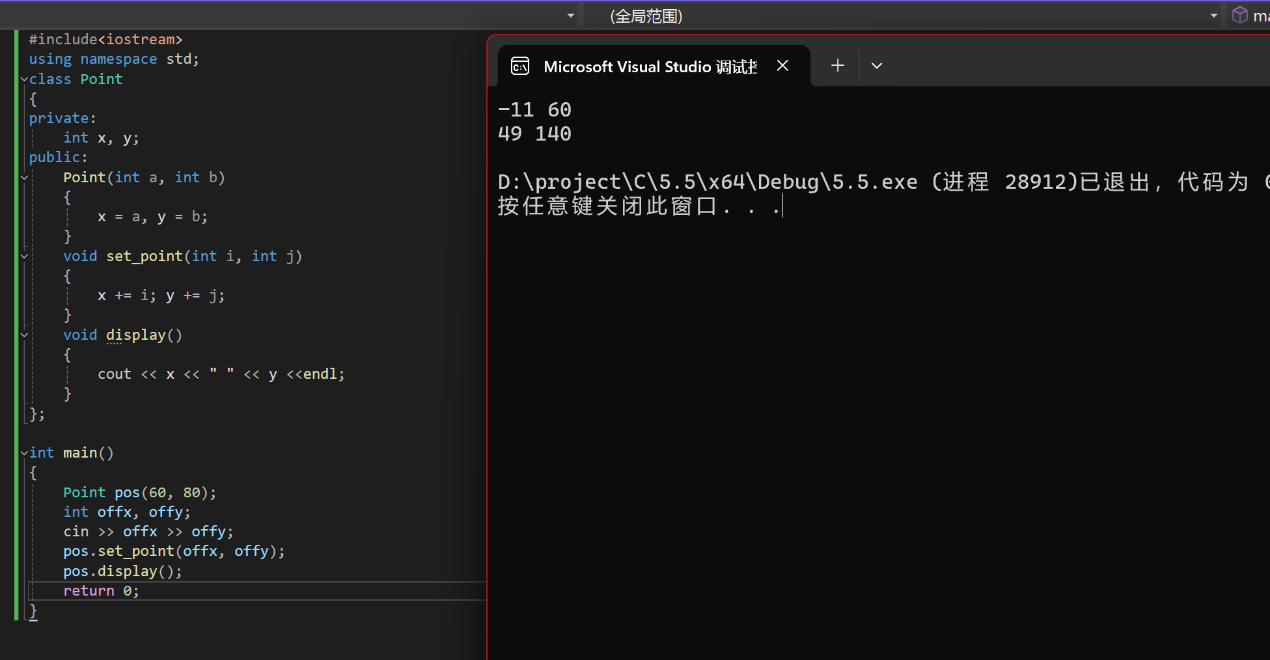 (全局范围)
#include<iostream>
using namespace std;
class Point
{
private:
int x, y;
public:
Point(int a, int b)
{
x = a, y = b;
}
void set_point(int i, int j)
{
x += i; y += j;
}
void display()
{
cout << x << " " << y <<endl;
}
};
int main()
{
Point pos(60, 80);
int offx, offy;
cin >> offx >> offy;
pos.set_point(offx, offy);
pos.display();
return 0;
}
Microsoft Visual Studio 调试
-11 60
49 140
D:\project\C\5.5\x64\Debug\5.5.exe (进程 28912)已退出，代码为
按任意键关闭此窗口. . .